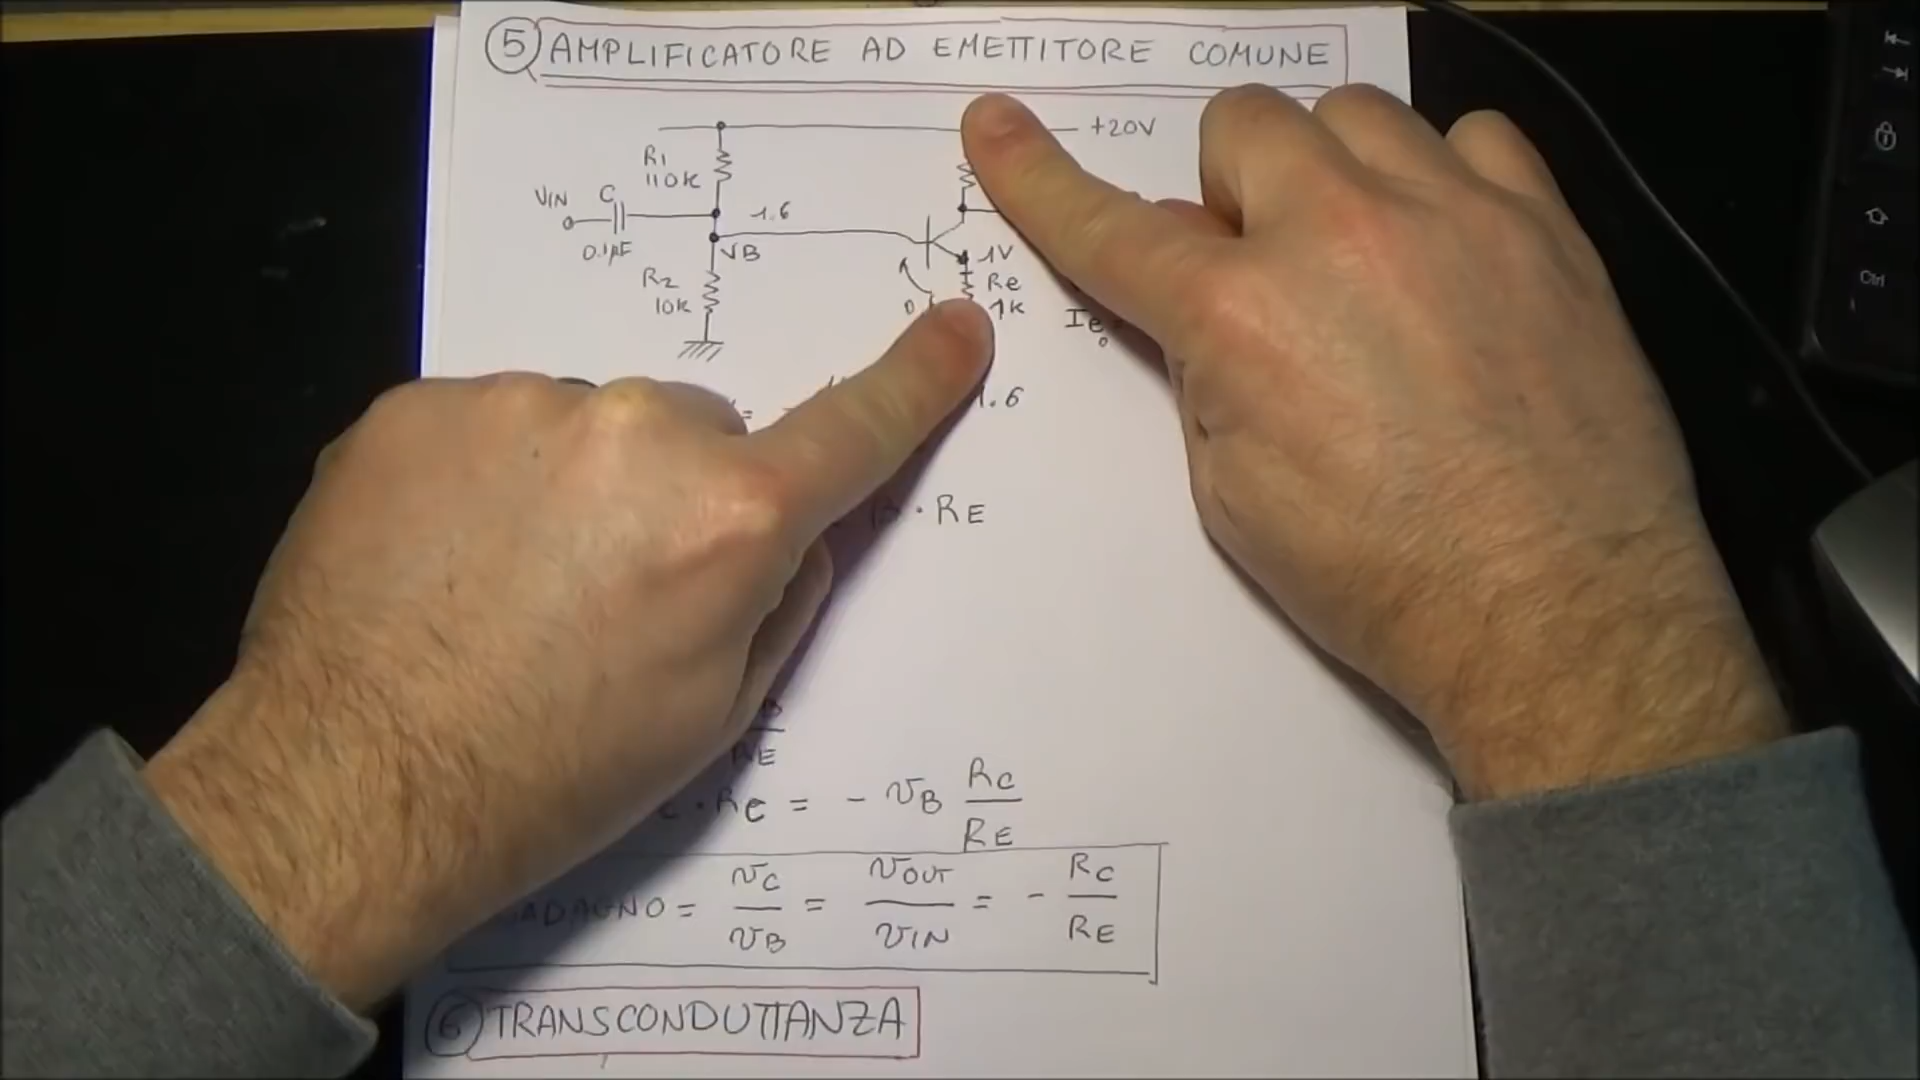 5 AMPLIFICATORE AD EMETTITORE COMUNE
+20V
R1
110K
VIN
C
0.1µF
1.6
VB
R2
10K
1V
Re
1K
Ie
1.6
· RE
RE
· Re = - VB RC
RE
VC = VOUT = - RC
VB VIN RE
6 TRANSCONDUTTANZA
Ctrl